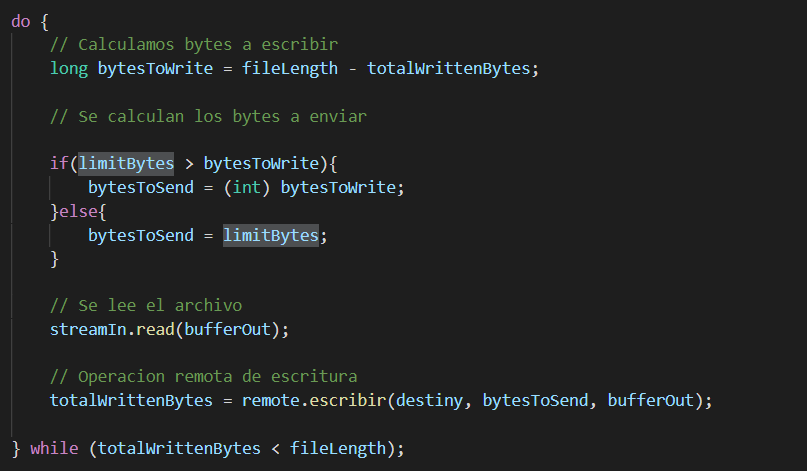 do {
// Calculamos bytes a escribir
long bytesToWrite = fileLength - totalWrittenBytes;
// Se calculan los bytes a enviar
if(limitBytes > bytesToWrite){
bytesToSend = (int) bytesToWrite;
}else{
bytesToSend = limitBytes;
}
// Se lee el archivo
streamIn.read(bufferOut);
// Operacion remota de escritura
totalWrittenBytes = remote.escribir(destiny, bytesToSend, bufferOut);
} while (totalWrittenBytes < fileLength);